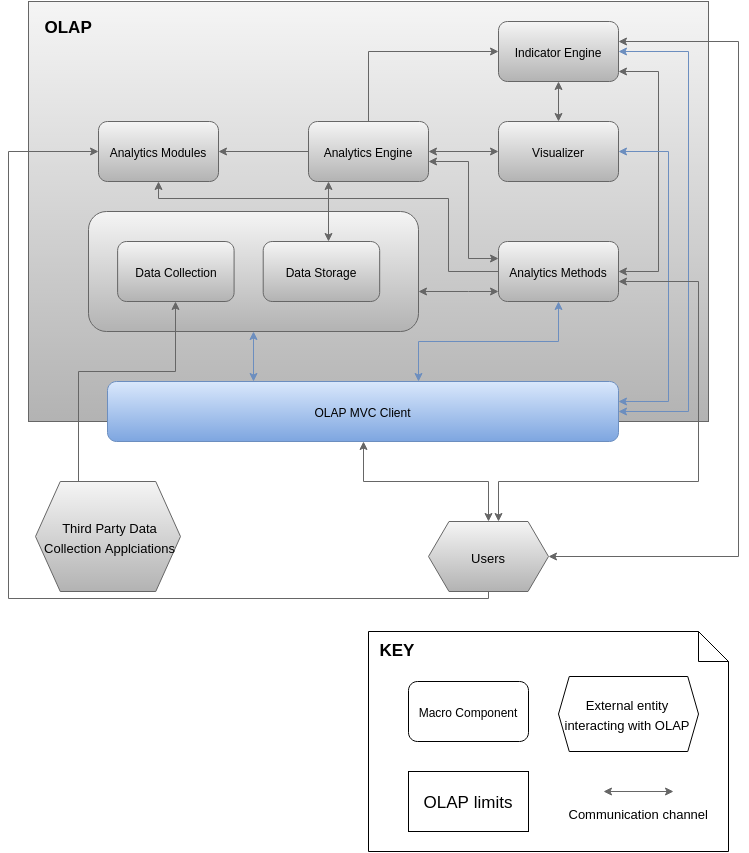 OLAP
Indicator Engine
Analytics Modules
Analytics Engine
Visualizer
Data Collection
Data Storage
Analytics Methods
OLAP MVC Client
Third Party Data
Collection Applciations
Users
KEY
Macro Component
External entity
interacting with OLAP
OLAP limits
Communication channel